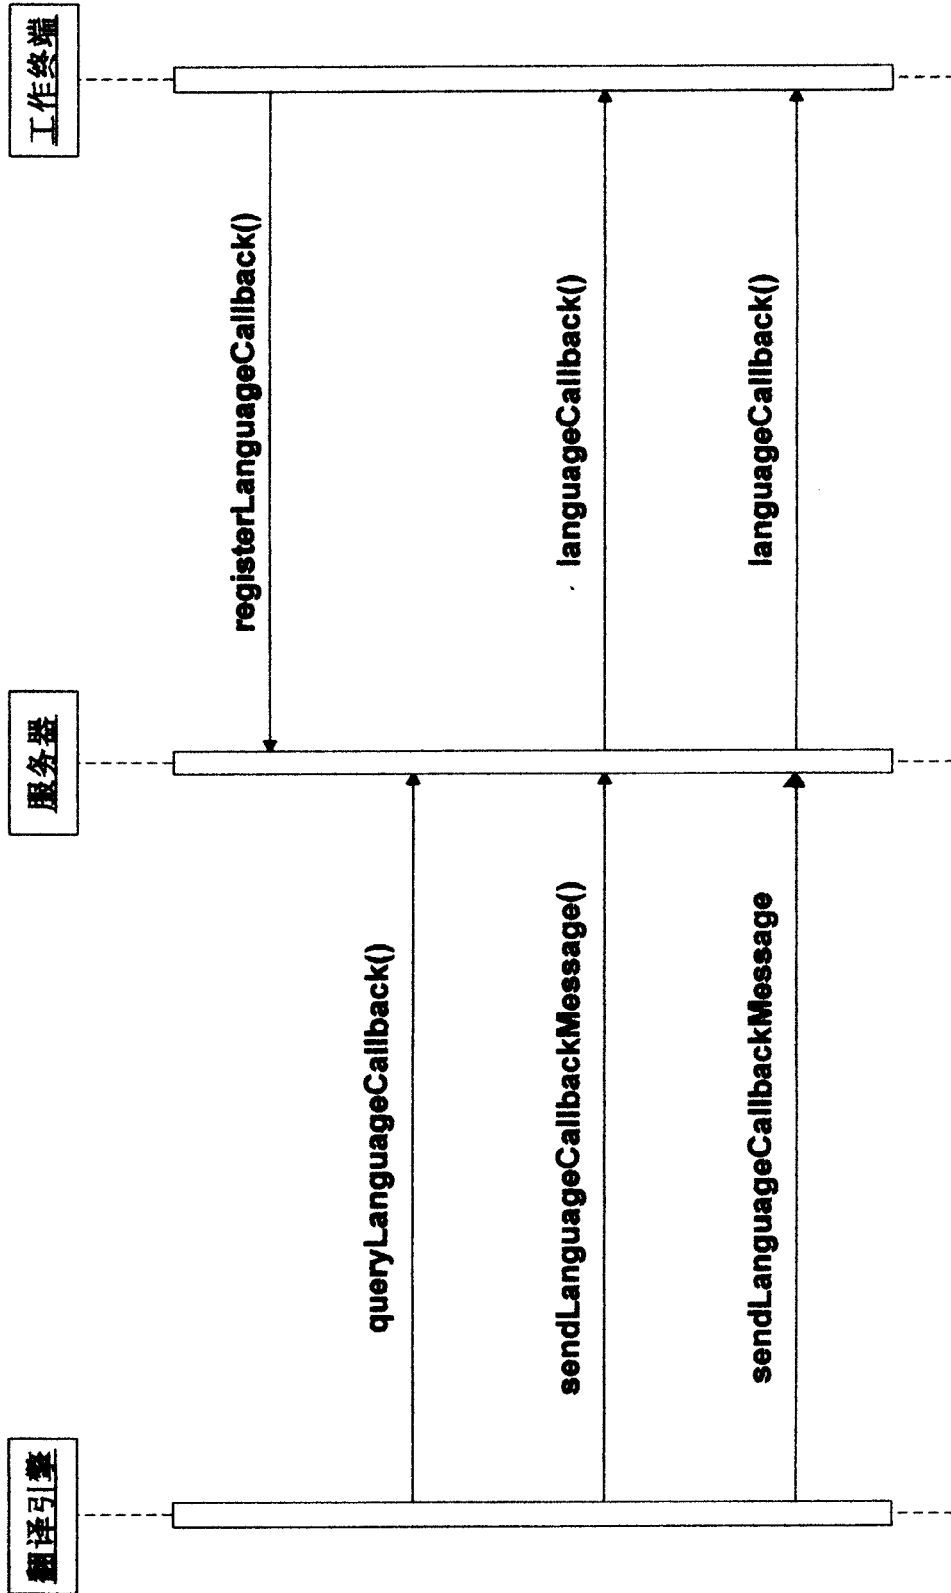 翻译引擎
服务器
工作终端
registerLanguageCallback()
queryLanguageCallback()
sendLanguageCallbackMessage()
languageCallback()
sendLanguageCallbackMessage
languageCallback()